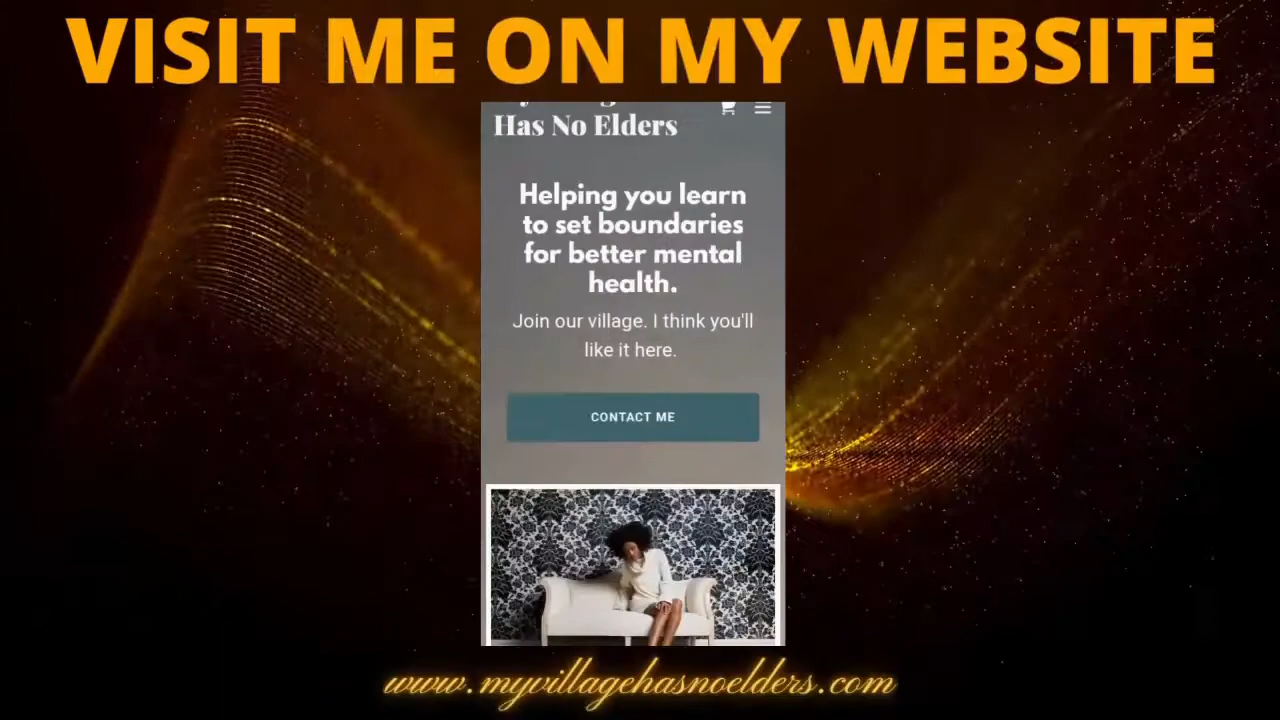 VISIT ME ON MY WEBSITE
Has No Elders
Helping you learn
to set boundaries
for better mental
health.
Join our village. I think you'll
like it here.
CONTACT ME
www.myvillagehasnoelders.com